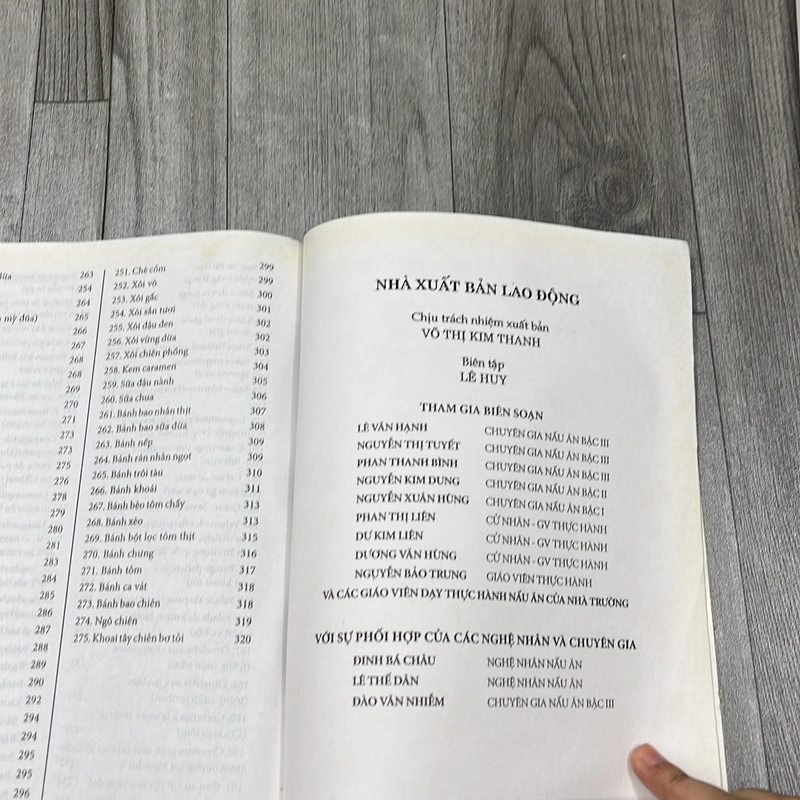 ừa 263
254
264
mỳ đũa) 265
266
267
268
268
269
270
271
273
273
275
276
278
279
280
281
283
284
285
286
287
288
289
290
292
294
294
295
295
296
251. Chè cốm 299
252. Xôi vò 299
253. Xôi gấc 300
254. Xôi sắn tươi 301
255. Xôi đậu đen 302
256. Xôi vừng dừa 302
257. Xôi chiên phồng 303
258. Kem caramen 304
259. Sữa đậu nành 305
260. Sữa chua 306
261. Bánh bao nhân thịt 307
262. Bánh bao sữa dừa 308
263. Bánh nếp 309
264. Bánh rán nhân ngọt 309
265. Bánh trôi tàu 310
266. Bánh khoái 311
267. Bánh bèo tôm chấy 313
268. Bánh xèo 313
269. Bánh bột lọc tôm thịt 315
270. Bánh chưng 316
271. Bánh tôm 317
272. Bánh ca vát 318
273. Bánh bao chiên 318
274. Ngô chiên 319
275. Khoai tây chiên bơ tỏi 320
NHÀ XUẤT BẢN LAO ĐỘNG
Chịu trách nhiệm xuất bản
VÕ THỊ KIM THANH
Biên tập
LÊ HUY
THAM GIA BIÊN SOẠN
LÊ VĂN HẠNH CHUYÊN GIA NẤU ĂN BẬC III
NGUYỄN THỊ TUYẾT CHUYÊN GIA NẤU ĂN BẬC III
PHAN THANH BÌNH CHUYÊN GIA NẤU ĂN BẬC III
NGUYỄN KIM DUNG CHUYÊN GIA NẤU ĂN BẬC II
NGUYỄN XUÂN HÙNG CHUYÊN GIA NẤU ĂN BẬC I
PHAN THỊ LIÊN CỬ NHÂN - GV THỰC HÀNH
DƯ KIM LIÊN CỬ NHÂN - GV THỰC HÀNH
DƯƠNG VĂN HÙNG CỬ NHÂN - GV THỰC HÀNH
NGUYỄN BẢO TRUNG GIÁO VIÊN THỰC HÀNH
VÀ CÁC GIÁO VIÊN DẠY THỰC HÀNH NẤU ĂN CỦA NHÀ TRƯỜNG
VỚI SỰ PHỐI HỢP CỦA CÁC NGHỆ NHÂN VÀ CHUYÊN GIA
ĐINH BÁ CHÂU NGHỆ NHÂN NẤU ĂN
LÊ THẾ DÂN NGHỆ NHÂN NẤU ĂN
ĐÀO VĂN NHIỄM CHUYÊN GIA NẤU ĂN BẬC III